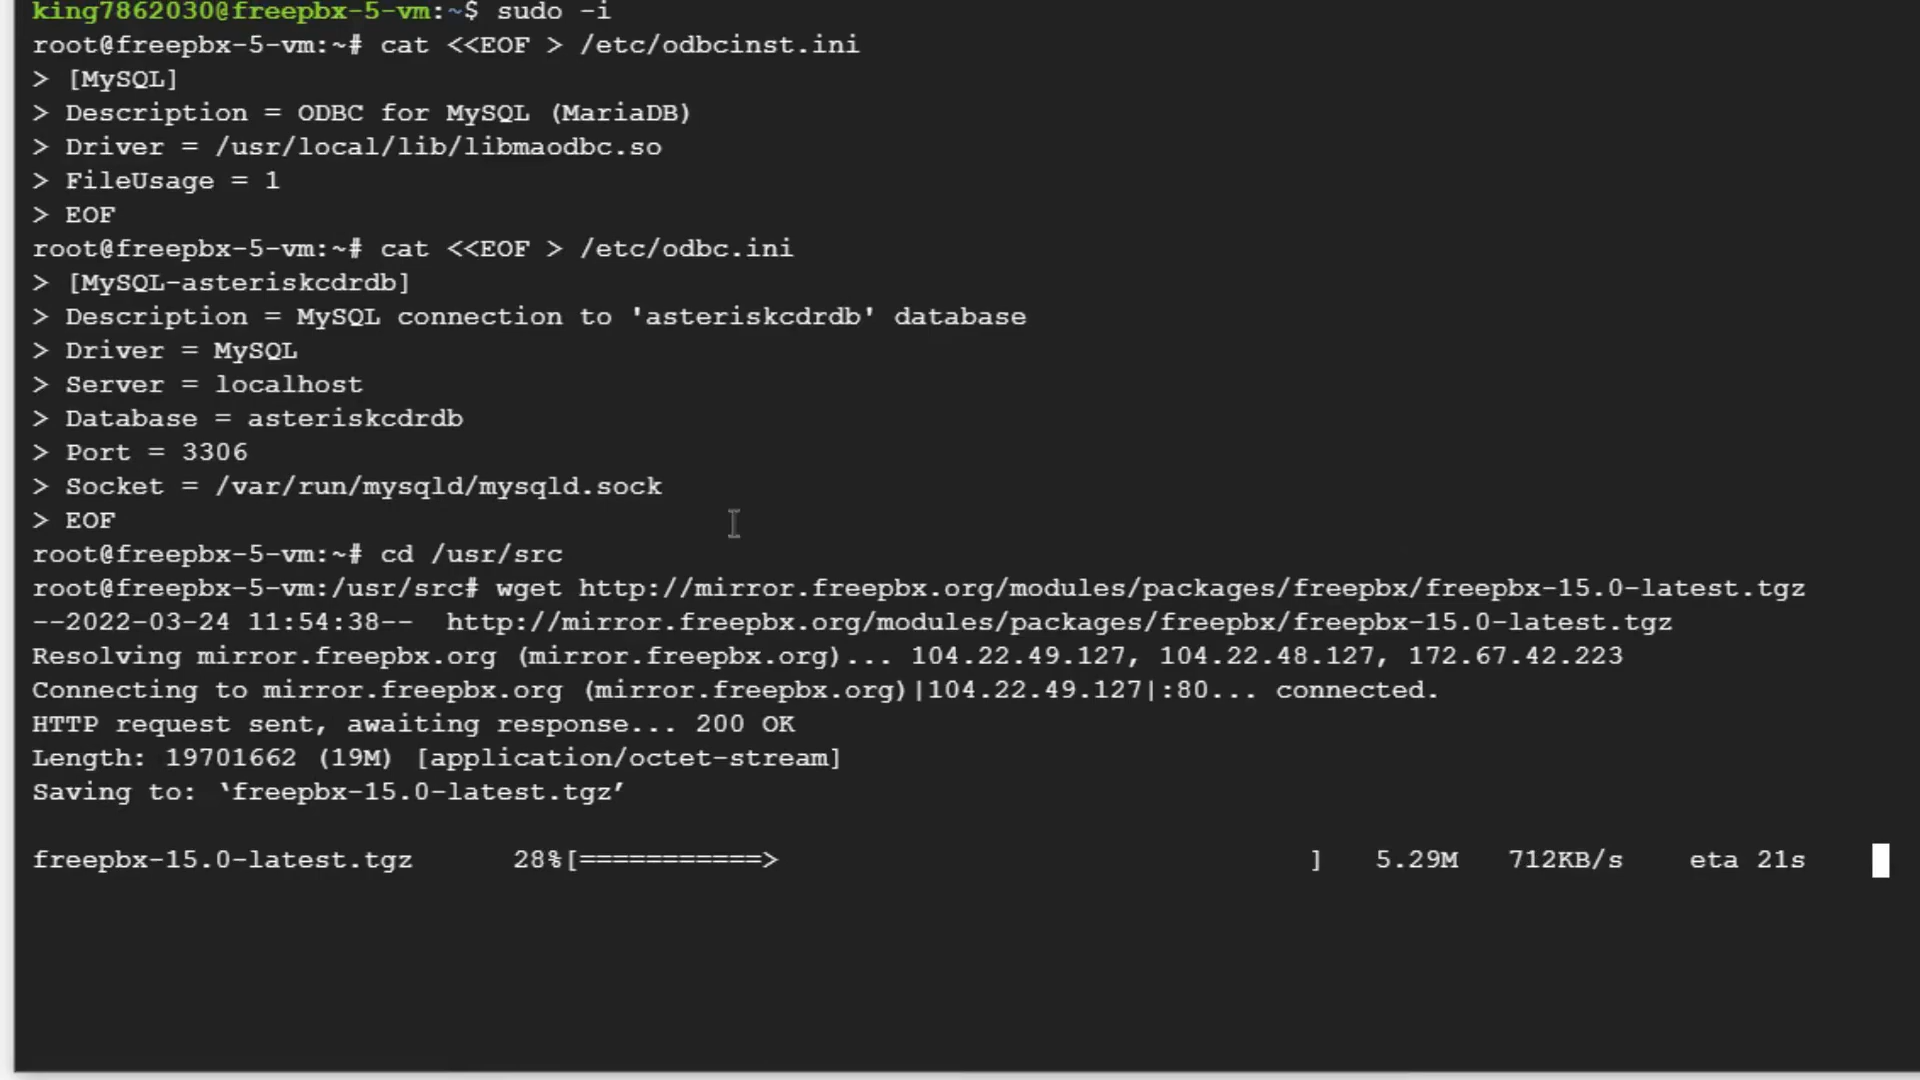 king7862030@freepbx-5-vm:~$ sudo -i
root@freepbx-5-vm:~# cat <<EOF > /etc/odbcinst.ini
> [MySQL]
> Description = ODBC for MySQL (MariaDB)
> Driver = /usr/local/lib/libmaodbc.so
> FileUsage = 1
> EOF
root@freepbx-5-vm:~# cat <<EOF > /etc/odbc.ini
> [MySQL-asteriskcdrdb]
> Description = MySQL connection to 'asteriskcdrdb' database
> Driver = MySQL
> Server = localhost
> Database = asteriskcdrdb
> Port = 3306
> Socket = /var/run/mysqld/mysqld.sock
> EOF
root@freepbx-5-vm:~# cd /usr/src
root@freepbx-5-vm:/usr/src# wget http://mirror.freepbx.org/modules/packages/freepbx/freepbx-15.0-latest.tgz
--2022-03-24 11:54:38--  http://mirror.freepbx.org/modules/packages/freepbx/freepbx-15.0-latest.tgz
Resolving mirror.freepbx.org (mirror.freepbx.org)... 104.22.49.127, 104.22.48.127, 172.67.42.223
Connecting to mirror.freepbx.org (mirror.freepbx.org)|104.22.49.127|:80... connected.
HTTP request sent, awaiting response... 200 OK
Length: 19701662 (19M) [application/octet-stream]
Saving to: ‘freepbx-15.0-latest.tgz’
freepbx-15.0-latest.tgz      28%[===========>                                ]   5.29M   712KB/s    eta 21s